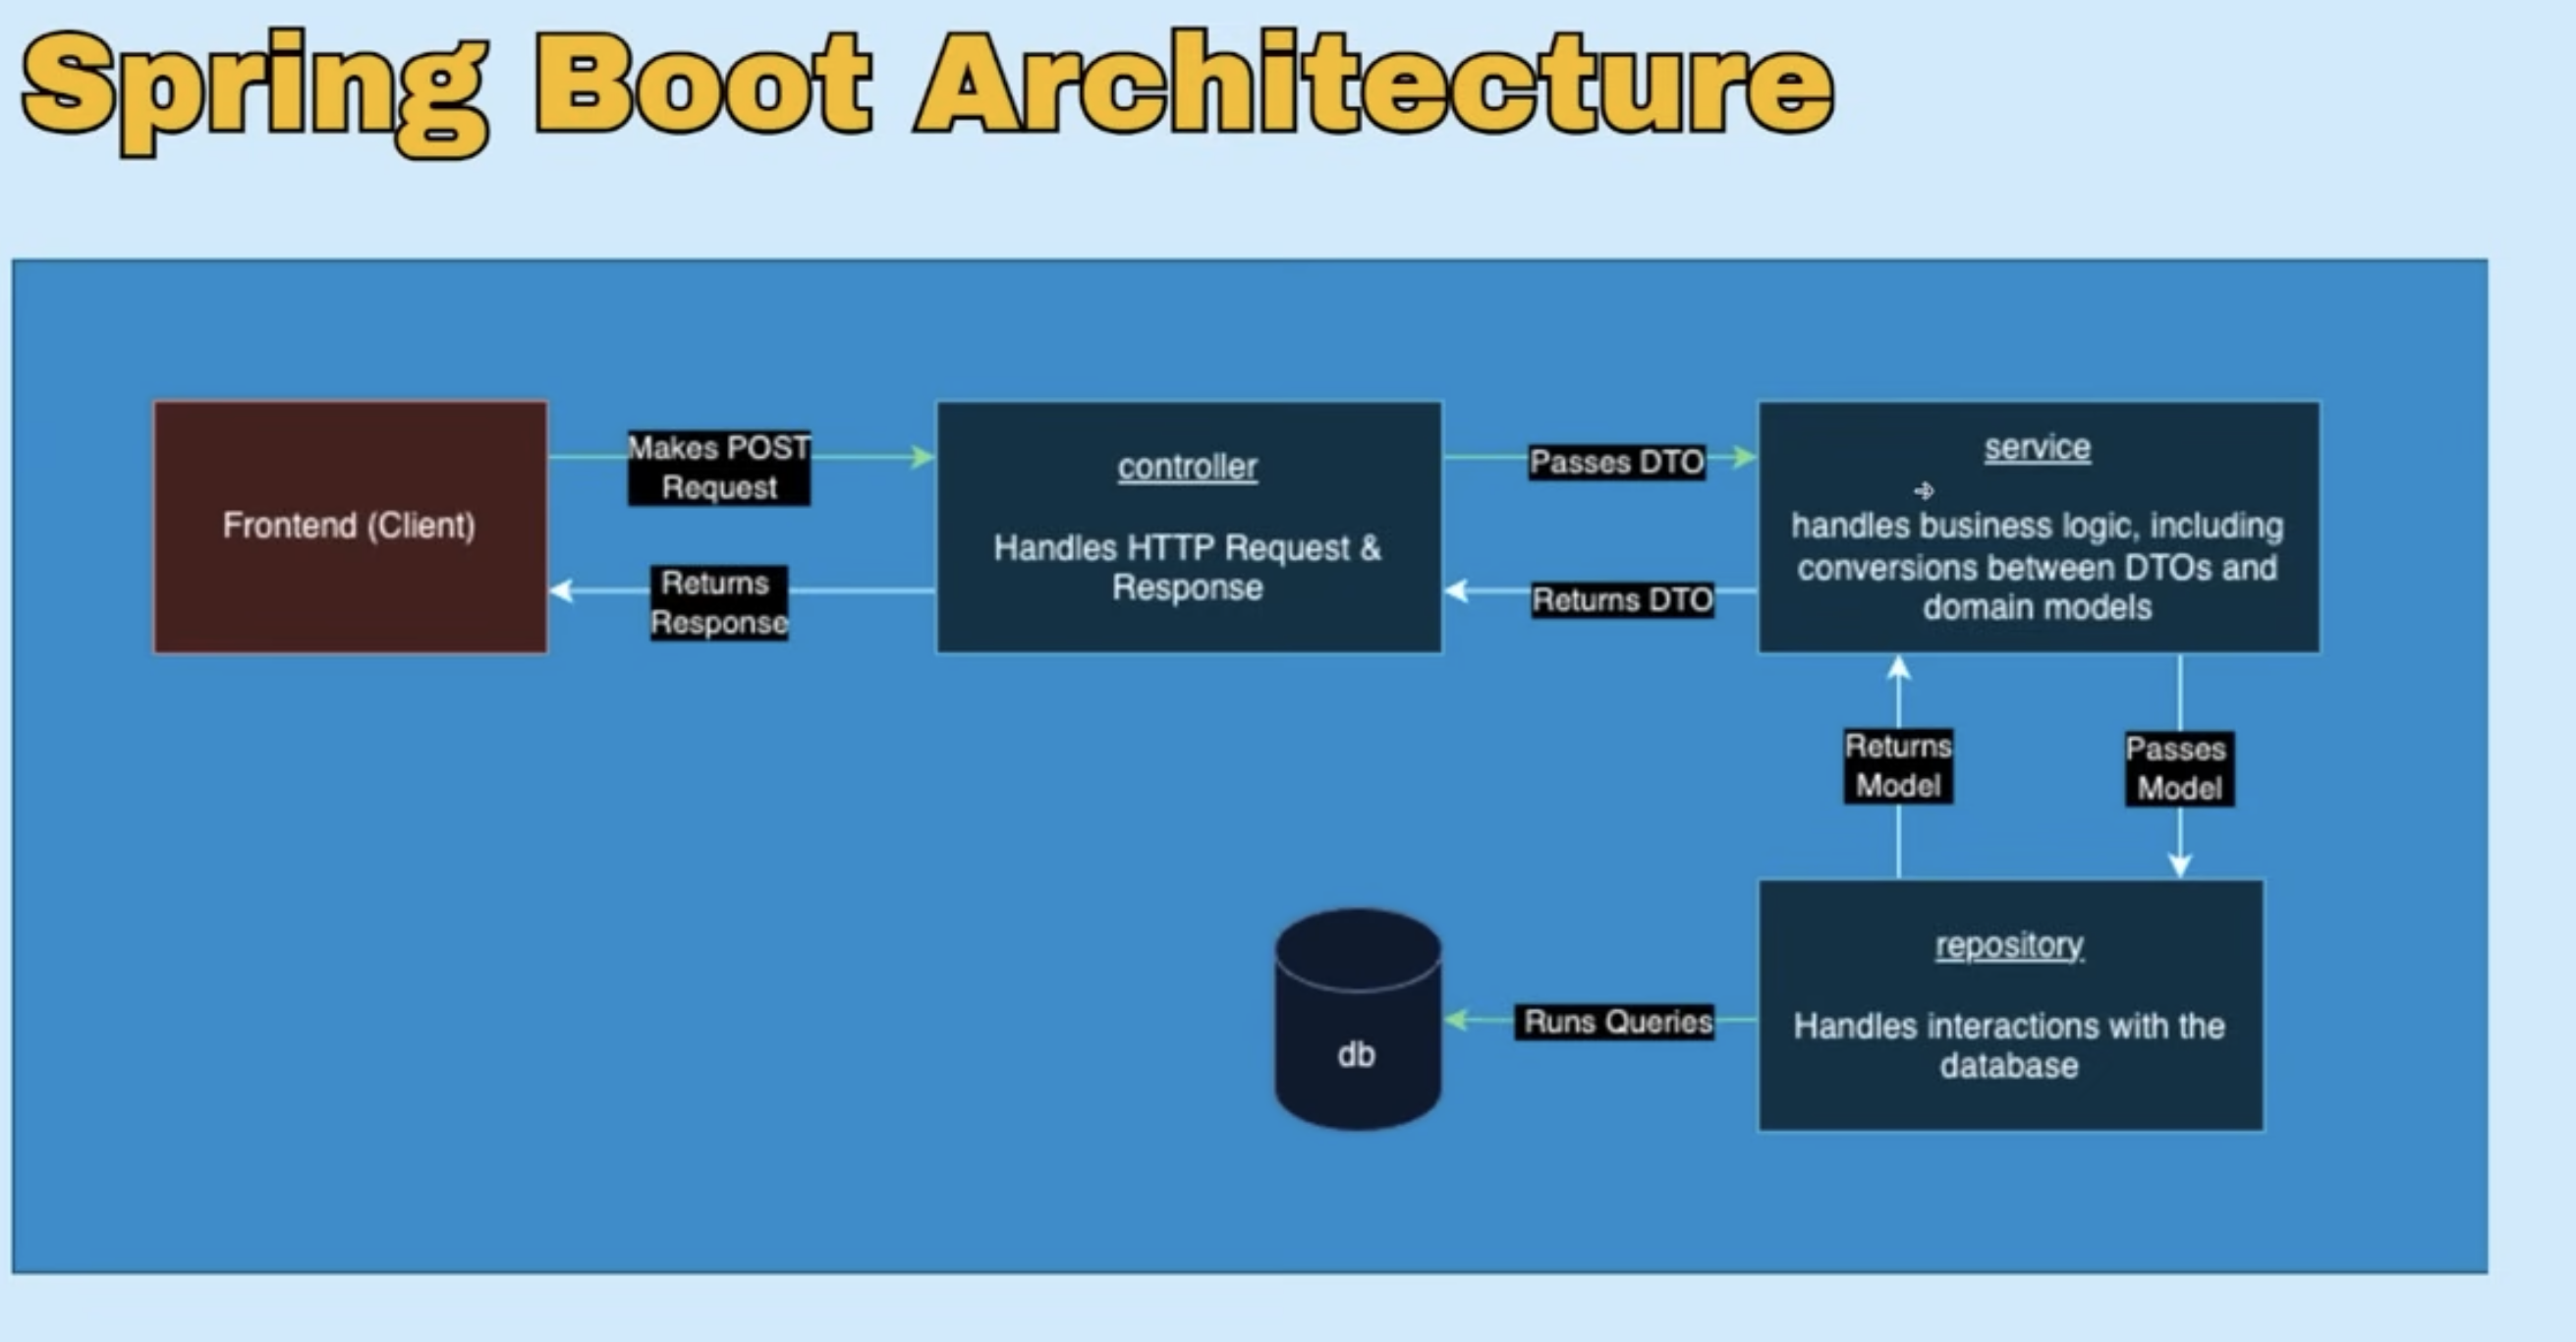 Spring Boot Architecture
Frontend (Client)
Makes POST
Request
Returns
Response
controller
Handles HTTP Request &
Response
Passes DTO
Returns DTO
service
handles business logic, including
conversions between DTOs and
domain models
Returns
Model
Passes
Model
repository
Handles interactions with the
database
Runs Queries
db